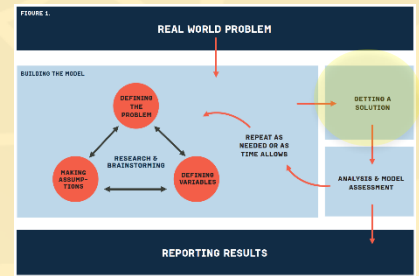 FIGURE 1.
REAL WORLD PROBLEM
BUILDING THE MODEL
DEFINING
THE
PROBLEM
GETTING A
SOLUTION
REPEAT AS
NEEDED OR AS
TIME ALLOWS
RESEARCH &
BRAINSTORMING
MAKING
ASSUMP-
TIONS
DEFINING
VARIABLES
ANALYSIS & MODEL
ASSESSMENT
REPORTING RESULTS